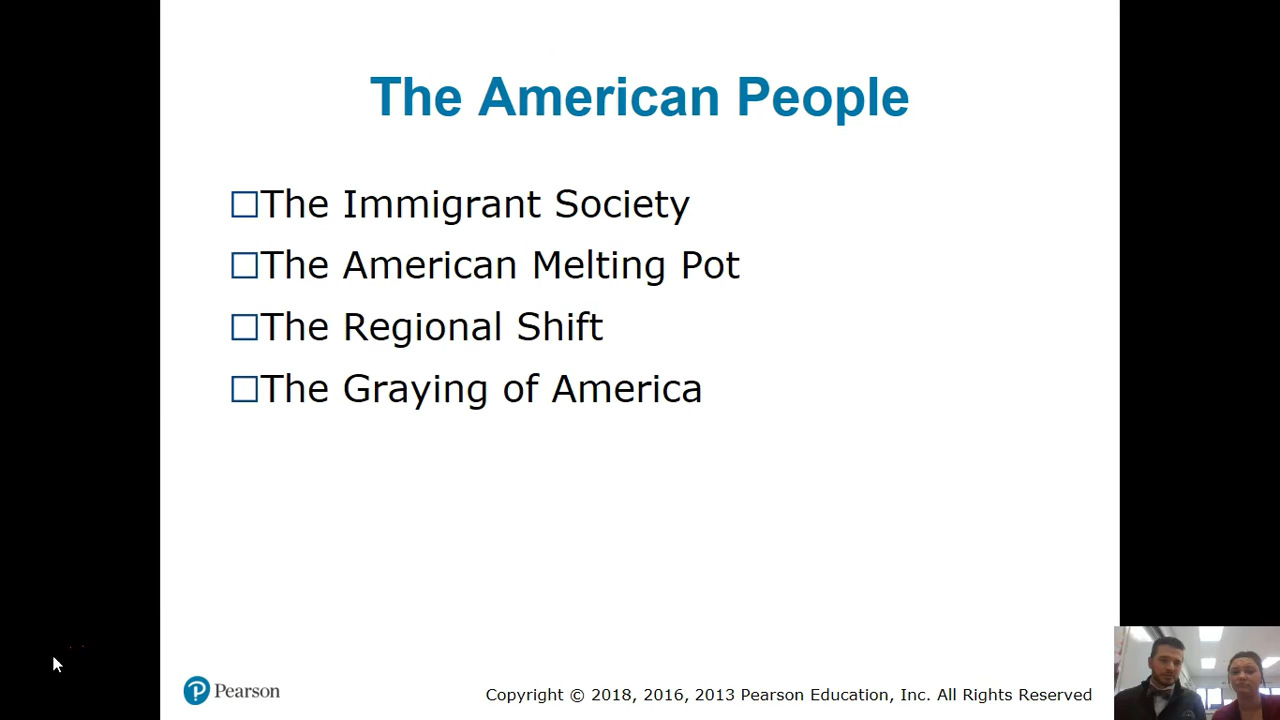 The American People
□The Immigrant Society
□The American Melting Pot
□The Regional Shift
□The Graying of America
Pearson
Copyright © 2018, 2016, 2013 Pearson Education, Inc. All Rights Reserved